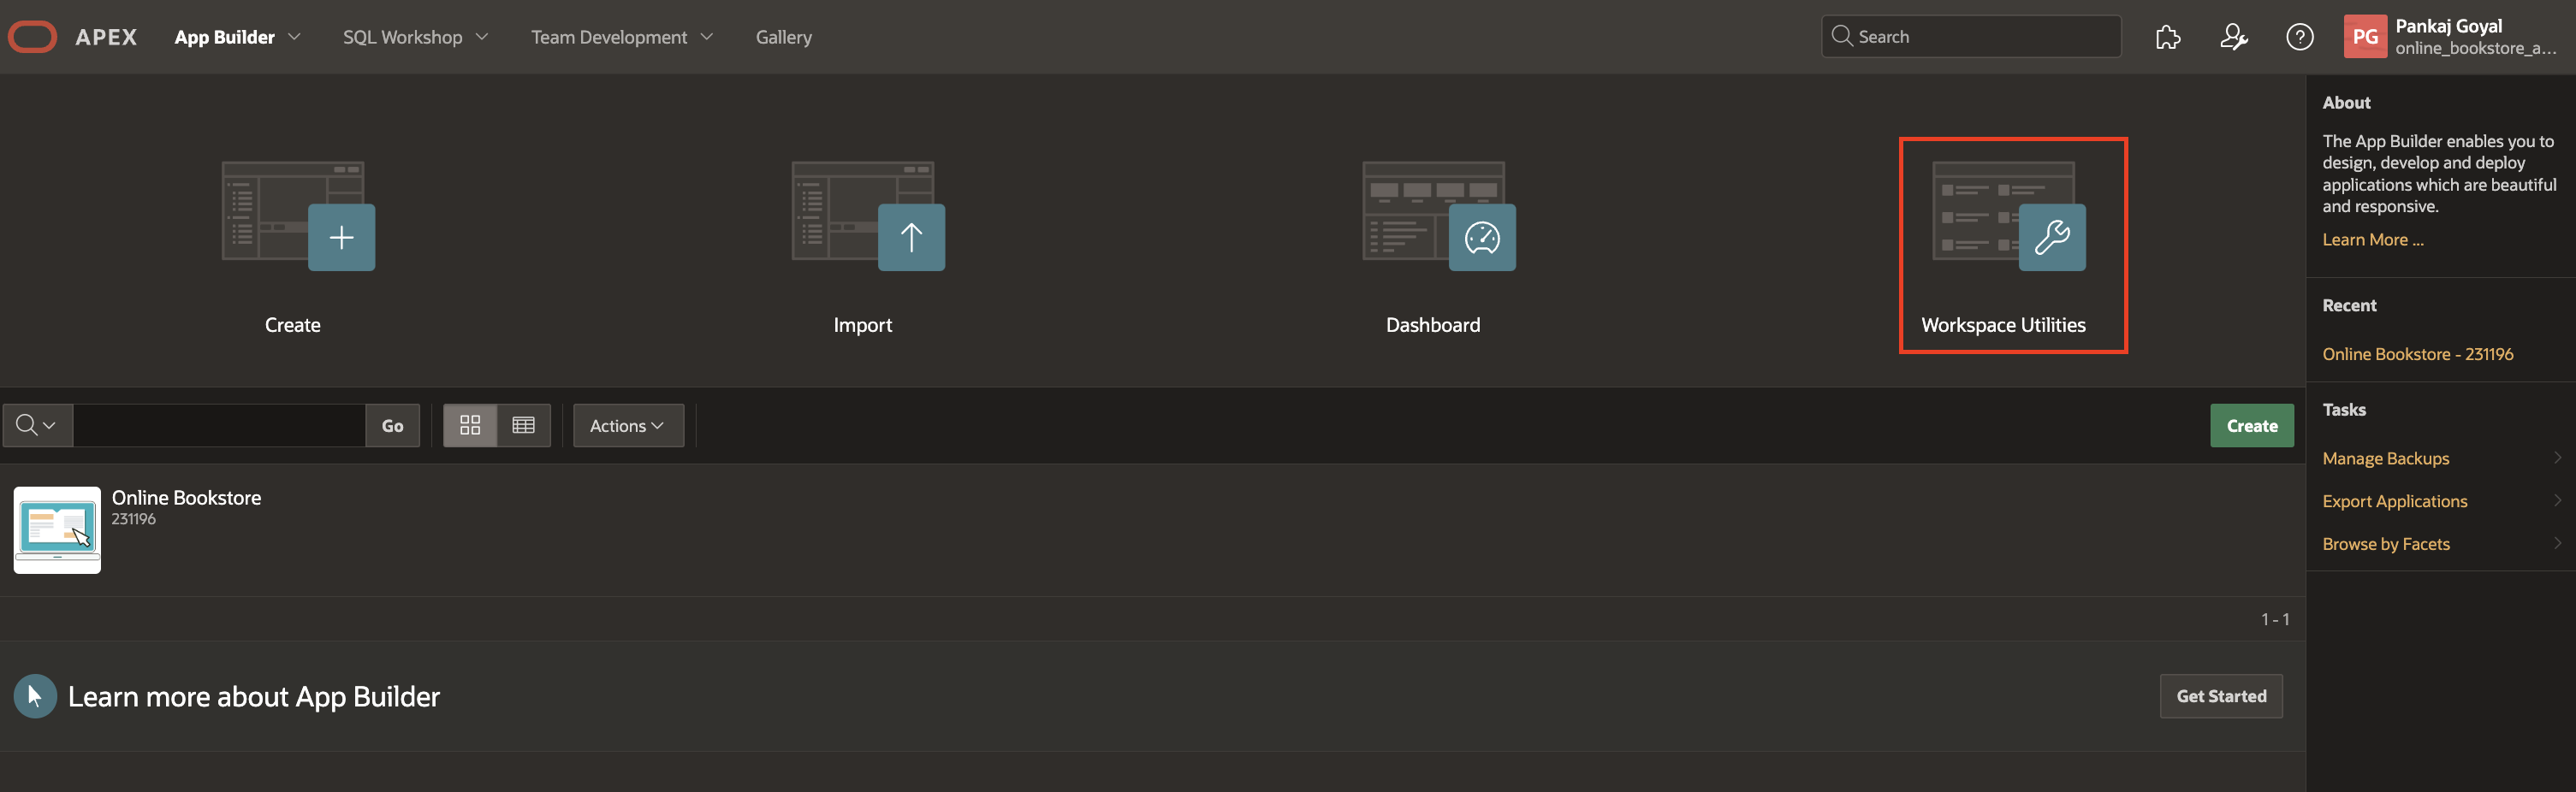 APEX
App Builder
SQL Workshop
Team Development
Gallery
Search
PG
Pankaj Goyal
online_bookstore_a...
Create
Import
Dashboard
Workspace Utilities
Go
Actions
Create
Online Bookstore
231196
1 - 1
Learn more about App Builder
Get Started
About
The App Builder enables you to
design, develop and deploy
applications which are beautiful
and responsive.
Learn More ...
Recent
Online Bookstore - 231196
Tasks
Manage Backups
Export Applications
Browse by Facets